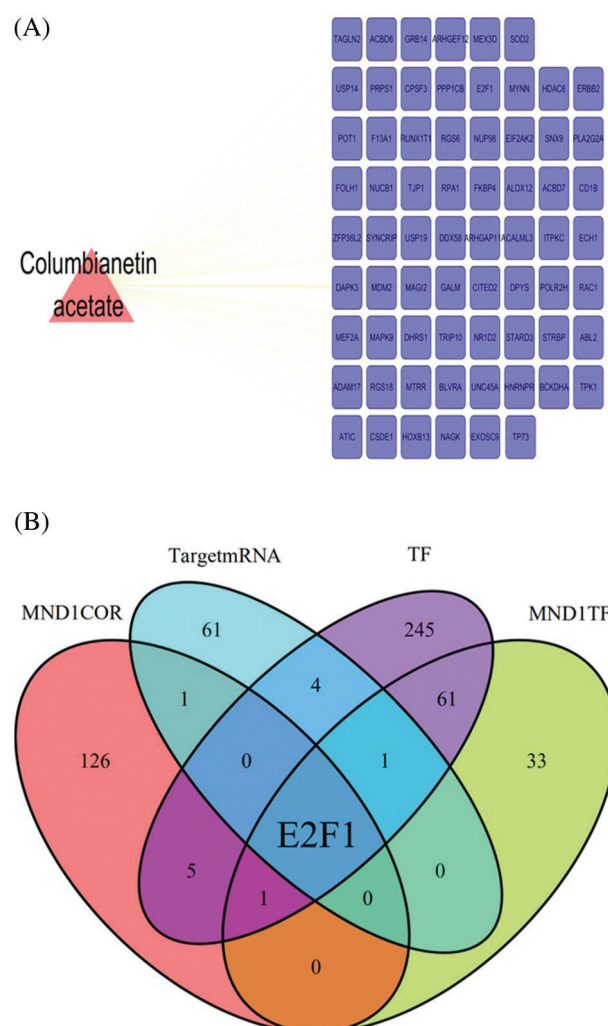 (A)
TAGLN2 ACBD6 GRB14 ARHGEF12 MEX3D SOD2
USP14 PRPS1 CPSF3 PPP1CB E2F1 MYNN HDAC6 ERBB2
POT1 F13A1 RUNX1T1 RGS6 NUP98 EIF2AK2 SNX9 PLA2G2A
FOLH1 NUCB1 TJP1 RPA1 FKBP4 ALOX12 ACBD7 CD1B
ZFP36L2 SYNCRIP USP19 DDX58 ARHGAP11A CALML3 ITPKC ECH1
Columbianetin
acetate
DAPK3 MDM2 MAGI2 GALM CITED2 DPYS POLR2H RAC1
MEF2A MAPK9 DHRS1 TRIP10 NR1D2 STARD3 STRBP ABL2
ADAM17 RGS18 MTRR BLVRA UNC45A HNRNPR BCKDHA TPK1
ATIC CSDE1 HOXB13 NAGK EXOSC9 TP73
(B)
TargetmRNA TF
MND1COR MND1TF
61 245
4
1 61
126 0 1 33
E2F1
5 0
1 0
0